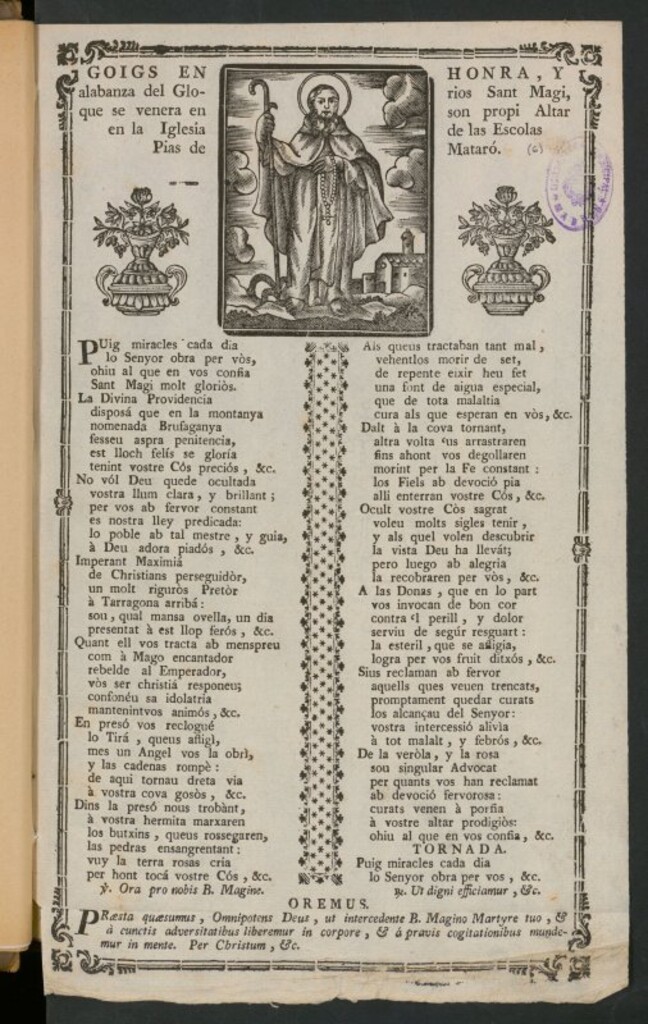 GOIGS EN HONRA, Y
alabanza del Glorios Sant Magi,
que se venera en son propi Altar
en la Iglesia de las Escolas
Pias de Mataró. (6)
PUig miracles cada dia
lo Senyor obra per vòs,
ohiu al que en vos confia
Sant Magi molt gloriòs.
La Divina Providencia
disposá que en la montanya
nomenada Brufaganya
fesseu aspra penitencia,
est lloch felís se gloría
tenint vostre Cós preciós, &c.
No vól Deu quede ocultada
vostra llum clara, y brillant;
per vos ab fervor constant
es nostra lley predicada:
lo poble ab tal mestre, y guia,
à Deu adora piadós, &c.
Imperant Maximiá
de Christians perseguidòr,
un molt riguròs Pretòr
à Tarragona arribá:
sou, qual mansa ovella, un dia
presentat à est llop ferós, &c.
Quant ell vos tracta ab menspreu
com à Mago encantador
rebelde al Emperador,
vòs ser christiá responeu;
confonéu sa idolatria
mantenintvos animós, &c.
En presó vos reclogué
lo Tirá, queus afligí,
mes un Angel vos la obrì,
y las cadenas rompè:
de aqui tornau dreta via
à vostra cova gosòs, &c.
Dins la presó nous trobànt,
à vostra hermita marxaren
los butxins, queus rossegaren,
las pedras ensangrentant:
vuy la terra rosas cria
per hont tocá vostre Cós, &c.
℣. Ora pro nobis B. Magine.
Als queus tractaban tant mal,
vehentlos morir de set,
de repente eixir heu fet
una font de aigua especial,
que de tota malaltia
cura als que esperan en vòs, &c.
Dalt à la còva tornant,
altra volta 'us arrastraren
fins ahont vos degollaren
morint per la Fe constant:
los Fiels ab devoció pia
alli enterran vostre Cós, &c.
Ocult vostre Còs sagrat
voleu molts sigles tenir,
y als quel volen descubrir
la vista Deu ha llevát;
pero luego ab alegria
la recobraren per vòs, &c.
A las Donas, que en lo part
vos invocan de bon cor
contra 'l perill, y dolor
serviu de segúr resguart:
la esteril, que se afligia,
logra per vos fruit ditxós, &c.
Sius reclaman ab fervor
aquells ques veuen trencats,
promptament quedar curats
los alcançau del Senyor:
vostra intercessió alivia
à tot malalt, y febrós, &c.
De la veròla, y la rosa
sou singular Advocat
per quants vos han reclamat
ab devoció fervorosa:
curats venen à porfia
à vostre altar prodigiòs:
ohiu al que en vos confia, &c.
TORNADA.
Puig miracles cada dia
lo Senyor obra per vos, &c.
℟. Ut digni efficiamur, &c.
OREMUS.
PRæsta quæsumus, Omnipotens Deus, ut intercedente B. Magino Martyre tuo, &
à cunctis adversitatibus liberemur in corpore, & à pravis cogitationibus munde-
mur in mente. Per Christum, &c.